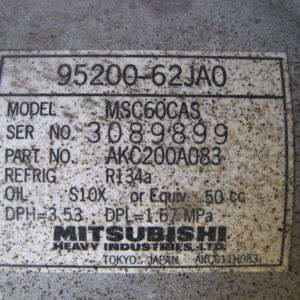 95200-62JA0
MODEL MSC60CAS
SER NO. 3089899
PART NO. AKC200A083
REFRIG R134a
OIL S10X or Equiv 50 cc
DPH=3.53 DPL=1.67 MPa
MITSUBISHI
HEAVY INDUSTRIES, LTD.
TOKYO, JAPAN AKC011H083